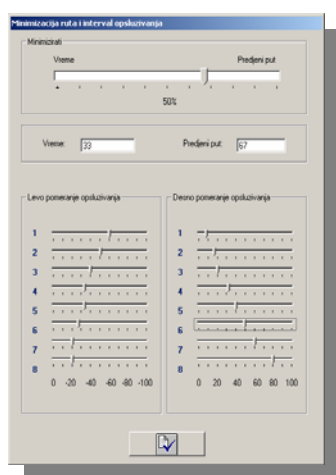 Minimizacija ruta i interval opsluzivanja
Minimizirati
Vreme Predjeni put
50%
Vreme: 33 Predjeni put: 67
Levo pomeranje opsluzivanja
1
2
3
4
5
6
7
8
0 -20 -40 -60 -80 -100
Desno pomeranje opsluzivanja
1
2
3
4
5
6
7
8
0 20 40 60 80 100